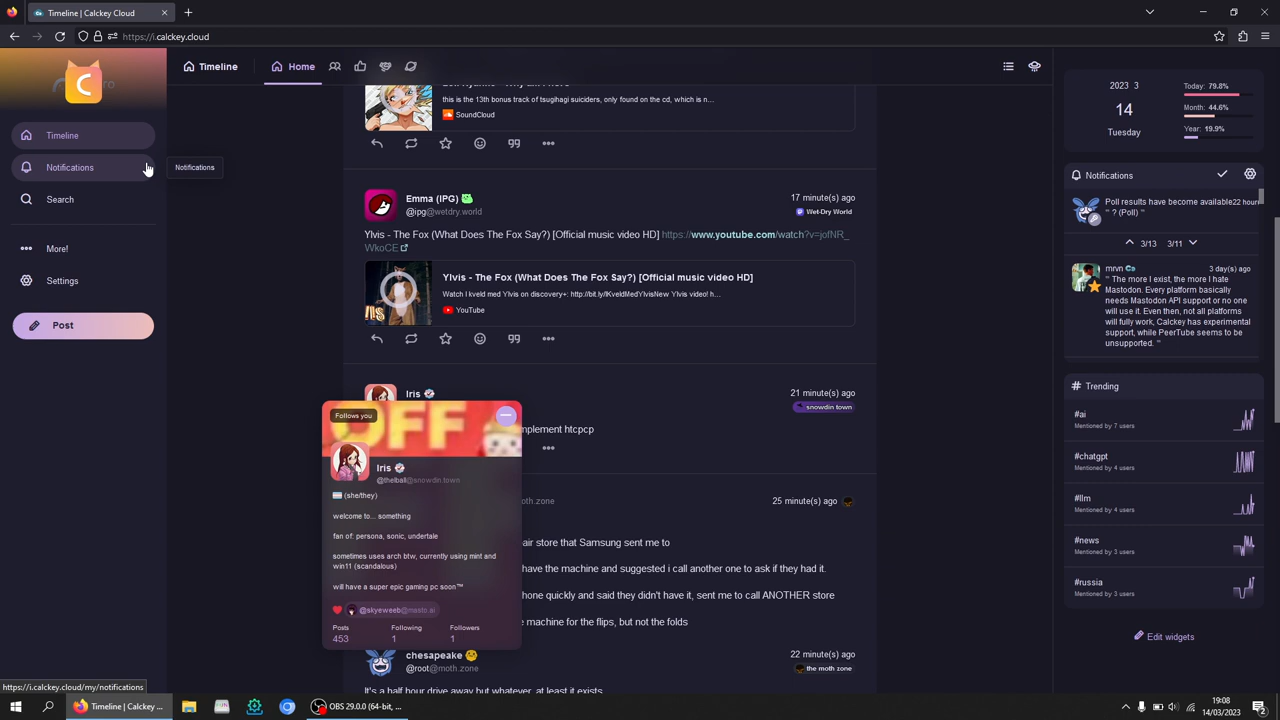 Timeline | Calckey Cloud
https://i.calckey.cloud
Timeline
Notifications
Notifications
Search
More!
Settings
Post
Timeline
Home
this is the 13th bonus track of tsugihagi suiciders, only found on the cd, which is n...
SoundCloud
Emma (IPG)
17 minute(s) ago
@ipg@wetdry.world
Wet-Dry World
Ylvis - The Fox (What Does The Fox Say?) [Official music video HD] https://www.youtube.com/watch?v=jofNR_
WkoCE
Ylvis - The Fox (What Does The Fox Say?) [Official music video HD]
Watch I kveld med Ylvis on discovery+: http://bit.ly/IKveldMedYlvisNew Ylvis video! h...
YouTube
Iris
21 minute(s) ago
snowdin town
mplement htcpcp
Follows you
OFF
Iris
@theiball@snowdin.town
(she/they)
welcome to... something
fan of: persona, sonic, undertale
sometimes uses arch btw, currently using mint and
win11 (scandalous)
will have a super epic gaming pc soon™
@skyeweeb@masto.ai
Posts
Following
Followers
453
1
1
oth.zone
25 minute(s) ago
air store that Samsung sent me to
have the machine and suggested i call another one to ask if they had it.
hone quickly and said they didn't have it, sent me to call ANOTHER store
e machine for the flips, but not the folds
chesapeake
22 minute(s) ago
@root@moth.zone
the moth zone
It's a half hour drive away but whatever, at least it exists
2023 3
14
Tuesday
Today: 79.8%
Month: 44.6%
Year: 19.9%
Notifications
Poll results have become available
22 hour
" ? (Poll) "
3/13
3/11
mrvn
3 day(s) ago
" The more I exist, the more I hate
Mastodon. Every platform basically
needs Mastodon API support or no one
will use it. Even then, not all platforms
will fully work, Calckey has experimental
support, while PeerTube seems to be
unsupported. "
# Trending
#ai
Mentioned by 7 users
#chatgpt
Mentioned by 4 users
#llm
Mentioned by 4 users
#news
Mentioned by 3 users
#russia
Mentioned by 3 users
Edit widgets
https://i.calckey.cloud/my/notifications
Timeline | Calckey ...
OBS 29.0.0 (64-bit, ...
19:08
14/03/2023